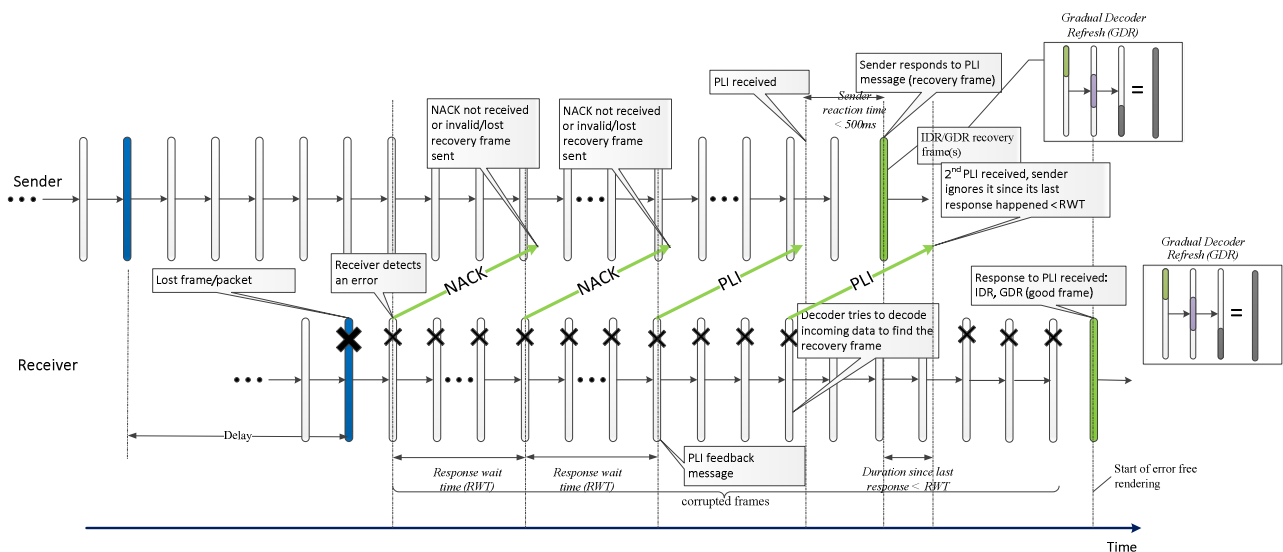 Gradual Decoder
Refresh (GDR)
PLI received
Sender responds to PLI
message (recovery frame)
=
Sender
reaction time
< 500ms
NACK not received
or invalid/lost
recovery frame
sent
NACK not received
or invalid/lost
recovery frame
sent
IDR/GDR recovery
frame(s)
2nd PLI received, sender
ignores it since its last
response happened <RWT
Sender
Gradual Decoder
Refresh (GDR)
Lost frame/packet
Receiver detects
an error
NACK
NACK
PLI
PLI
Response to PLI received:
IDR, GDR (good frame)
=
Decoder tries to decode
incoming data to find the
recovery frame
Receiver
Delay
PLI feedback
message
Response wait
time (RWT)
Response wait
time (RWT)
Duration since last
response < RWT
corrupted frames
Start of error free
rendering
Time